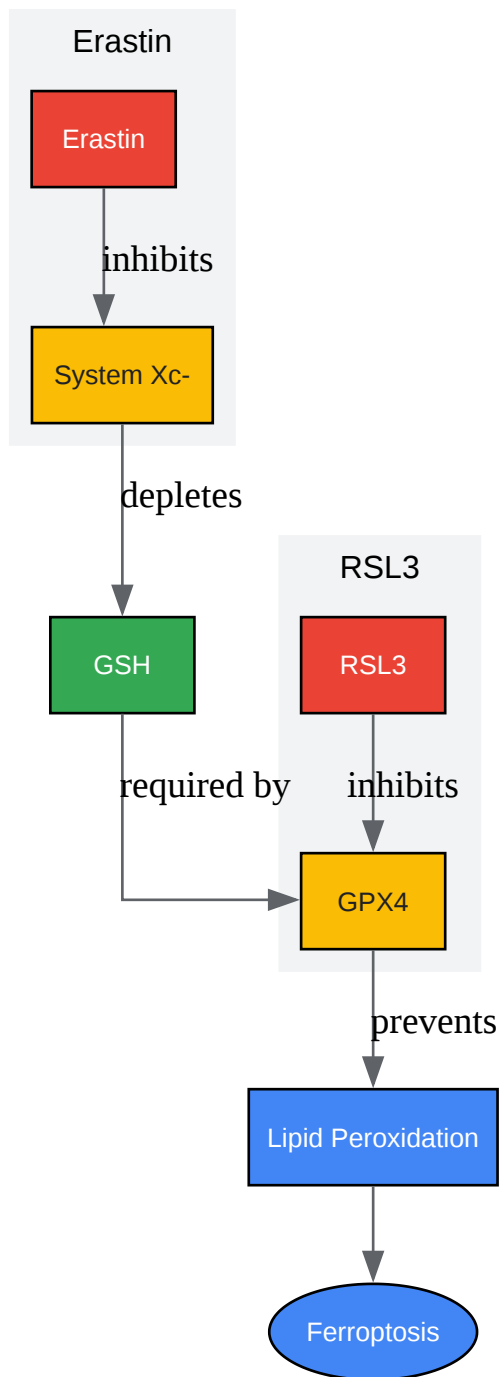 Erastin
Erastin
inhibits
System Xc-
depletes
RSL3
GSH
RSL3
required by
inhibits
GPX4
prevents
Lipid Peroxidation
Ferroptosis